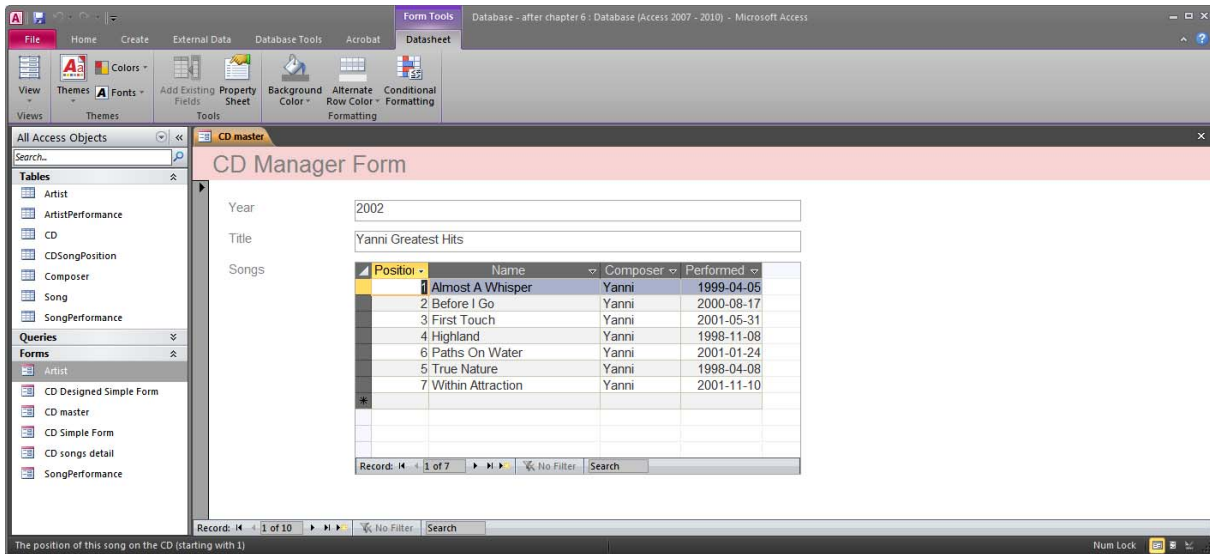 Form Tools
Database - after chapter 6 : Database (Access 2007 - 2010) - Microsoft Access
File Home Create External Data Database Tools Acrobat Datasheet
View
Views
Aa
Themes
Colors
A Fonts
Themes
Add Existing Fields
Property Sheet
Tools
Background Color
Alternate Row Color
Conditional Formatting
Formatting
All Access Objects
Search...
Tables
Artist
ArtistPerformance
CD
CDSongPosition
Composer
Song
SongPerformance
Queries
Forms
Artist
CD Designed Simple Form
CD master
CD Simple Form
CD songs detail
SongPerformance
CD master
CD Manager Form
Year 2002
Title Yanni Greatest Hits
Songs
Position Name Composer Performed
1 Almost A Whisper Yanni 1999-04-05
2 Before I Go Yanni 2000-08-17
3 First Touch Yanni 2001-05-31
4 Highland Yanni 1998-11-08
6 Paths On Water Yanni 2001-01-24
5 True Nature Yanni 1998-04-08
7 Within Attraction Yanni 2001-11-10
Record: 1 of 7 No Filter Search
Record: 1 of 10 No Filter Search
The position of this song on the CD (starting with 1) Num Lock